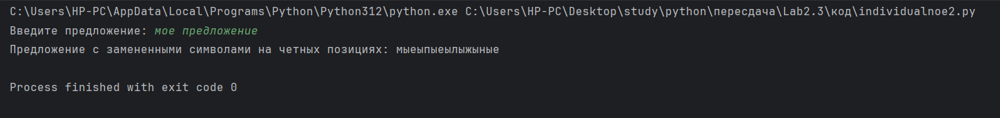 C:\Users\HP-PC\AppData\Local\Programs\Python\Python312\python.exe C:\Users\HP-PC\Desktop\study\python\пересдача\Lab2.3\код\individualnoe2.py
Введите предложение: мое предложение
Предложение с замененными символами на четных позициях: мыеыпыеылыжыные
Process finished with exit code 0